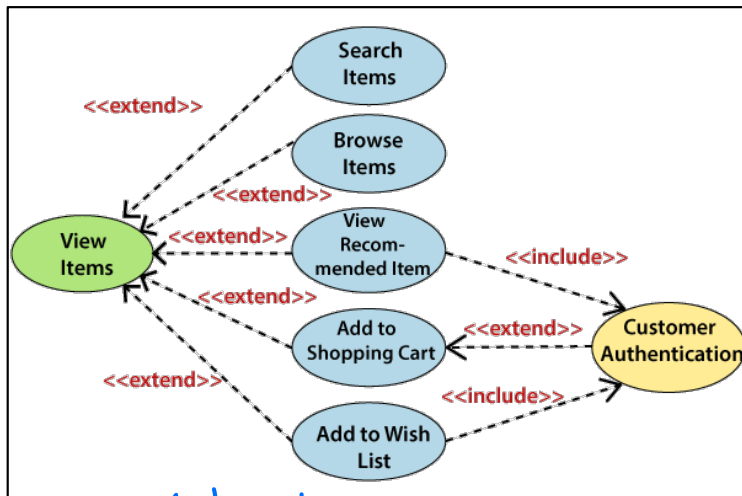 Search
Items
<<extend>>
Browse
Items
<<extend>>
View
Items
<<extend>>
View
Recom-
mended Item
<<include>>
<<extend>>
Add to
Shopping Cart
<<extend>>
Customer
Authentication
<<extend>>
<<include>>
Add to Wish
List